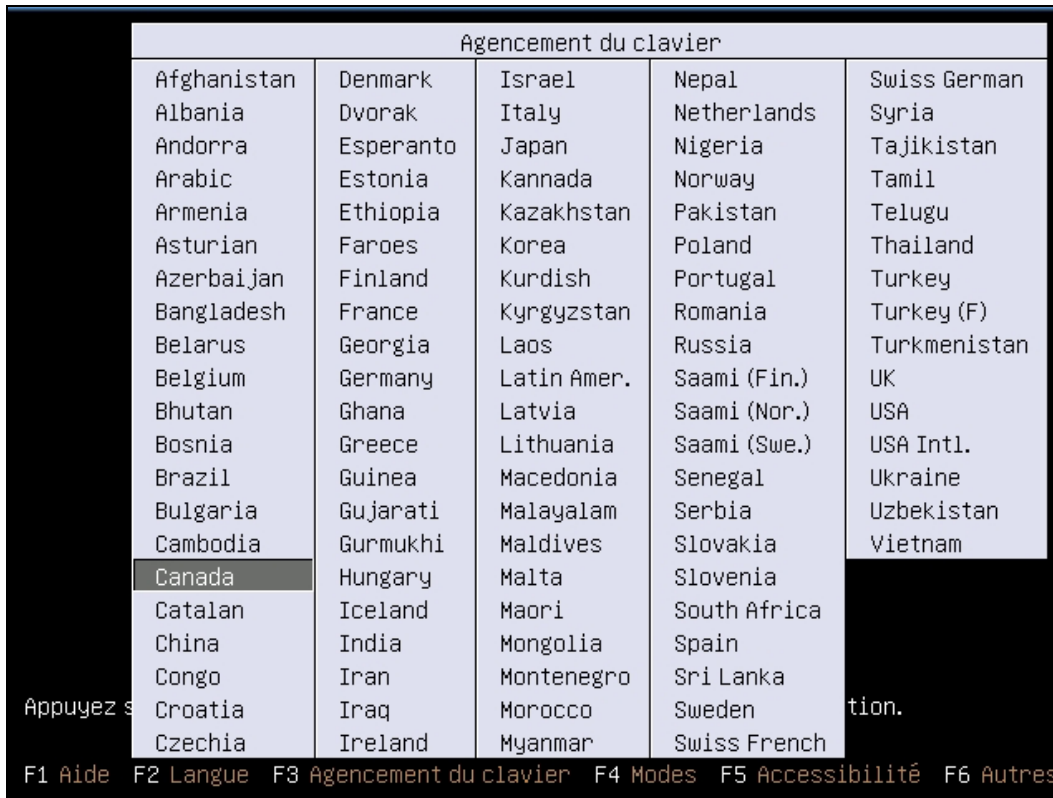 Agencement du clavier
Afghanistan
Albania
Andorra
Arabic
Armenia
Asturian
Azerbaijan
Bangladesh
Belarus
Belgium
Bhutan
Bosnia
Brazil
Bulgaria
Cambodia
Canada
Catalan
China
Congo
Croatia
Czechia
Denmark
Dvorak
Esperanto
Estonia
Ethiopia
Faroes
Finland
France
Georgia
Germany
Ghana
Greece
Guinea
Gujarati
Gurmukhi
Hungary
Iceland
India
Iran
Iraq
Ireland
Israel
Italy
Japan
Kannada
Kazakhstan
Korea
Kurdish
Kyrgyzstan
Laos
Latin Amer.
Latvia
Lithuania
Macedonia
Malayalam
Maldives
Malta
Maori
Mongolia
Montenegro
Morocco
Myanmar
Nepal
Netherlands
Nigeria
Norway
Pakistan
Poland
Portugal
Romania
Russia
Saami (Fin.)
Saami (Nor.)
Saami (Swe.)
Senegal
Serbia
Slovakia
Slovenia
South Africa
Spain
Sri Lanka
Sweden
Swiss French
Swiss German
Syria
Tajikistan
Tamil
Telugu
Thailand
Turkey
Turkey (F)
Turkmenistan
UK
USA
USA Intl.
Ukraine
Uzbekistan
Vietnam
Appuyez s tion.
F1 Aide F2 Langue F3 Agencement du clavier F4 Modes F5 Accessibilité F6 Autres